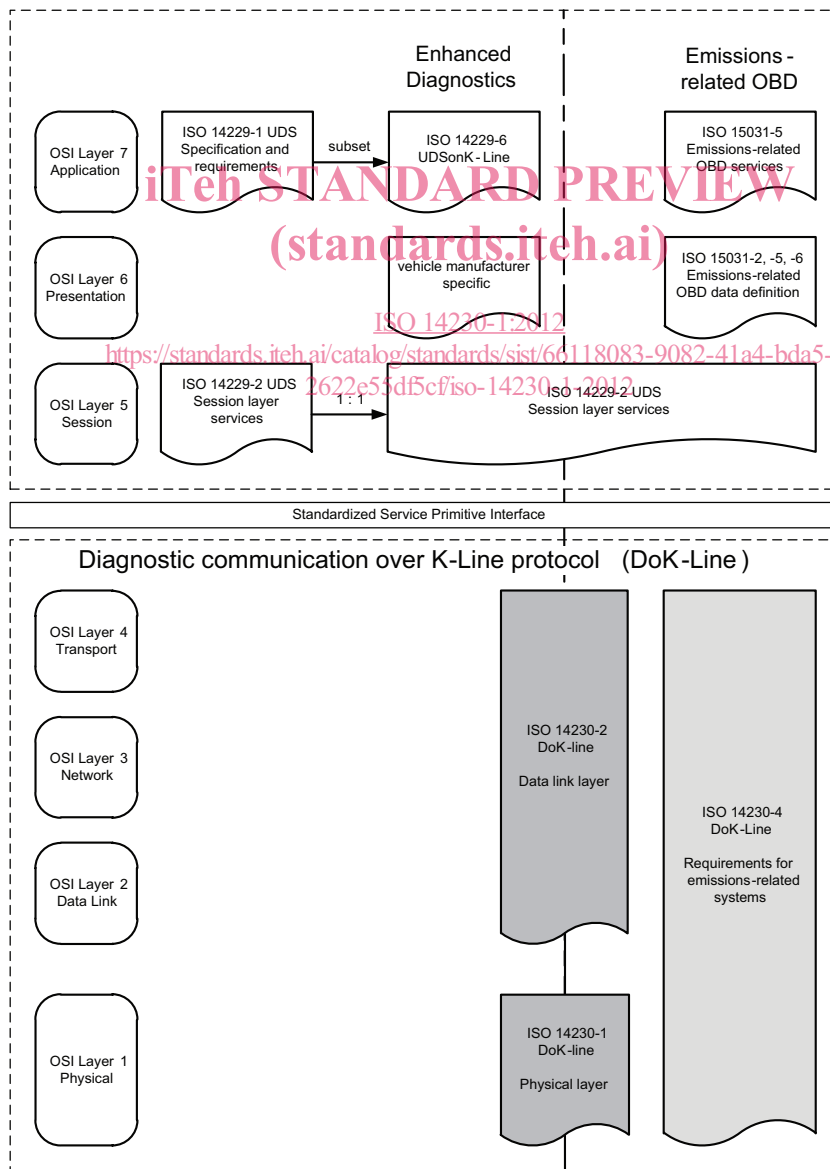 Enhanced
Diagnostics
Emissions-
related OBD
OSI Layer 7
Application
ISO 14229-1 UDS
Specification and
requirements
subset
ISO 14229-6
UDSonK-Line
ISO 15031-5
Emissions-related
OBD services
iTeh STANDARD PREVIEW
(standards.iteh.ai)
OSI Layer 6
Presentation
vehicle manufacturer
specific
ISO 15031-2, -5, -6
Emissions-related
OBD data definition
ISO 14230-1:2012
https://standards.iteh.ai/catalog/standards/sist/66118083-9082-41a4-bda5-
2622e55df5cf/iso-14230-1-2012
OSI Layer 5
Session
ISO 14229-2 UDS
Session layer
services
1 : 1
ISO 14229-2 UDS
Session layer services
Standardized Service Primitive Interface
Diagnostic communication over K-Line protocol (DoK-Line)
OSI Layer 4
Transport
OSI Layer 3
Network
OSI Layer 2
Data Link
OSI Layer 1
Physical
ISO 14230-2
DoK-line
Data link layer
ISO 14230-1
DoK-line
Physical layer
ISO 14230-4
DoK-Line
Requirements for
emissions-related
systems